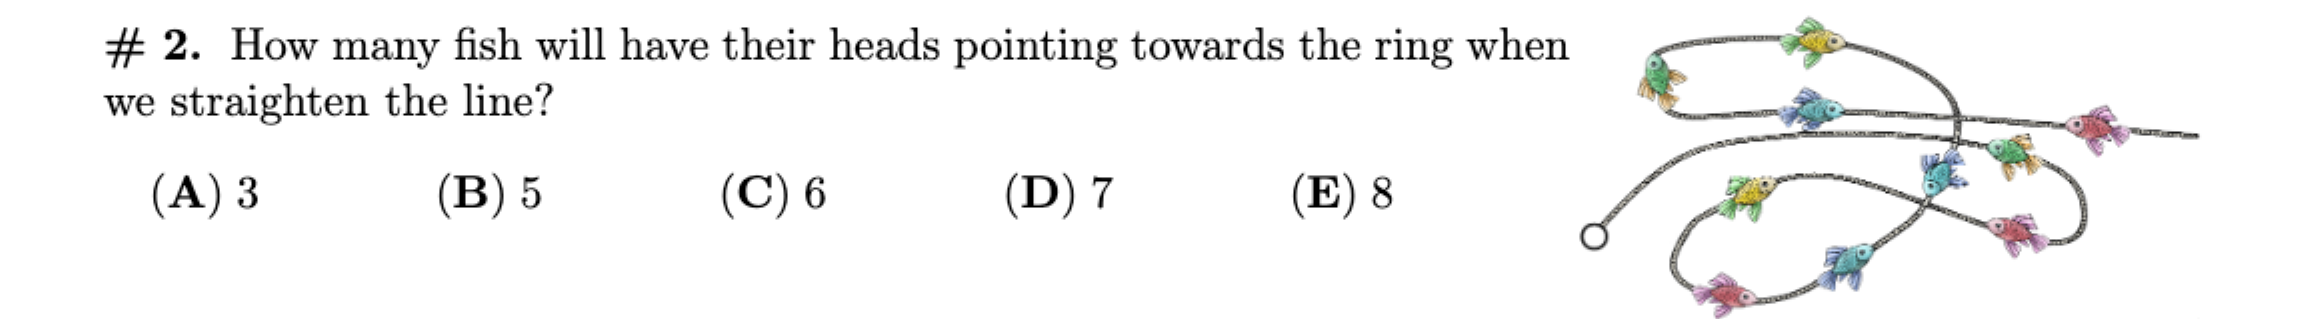 # 2. How many fish will have their heads pointing towards the ring when
we straighten the line?
(A) 3 (B) 5 (C) 6 (D) 7 (E) 8